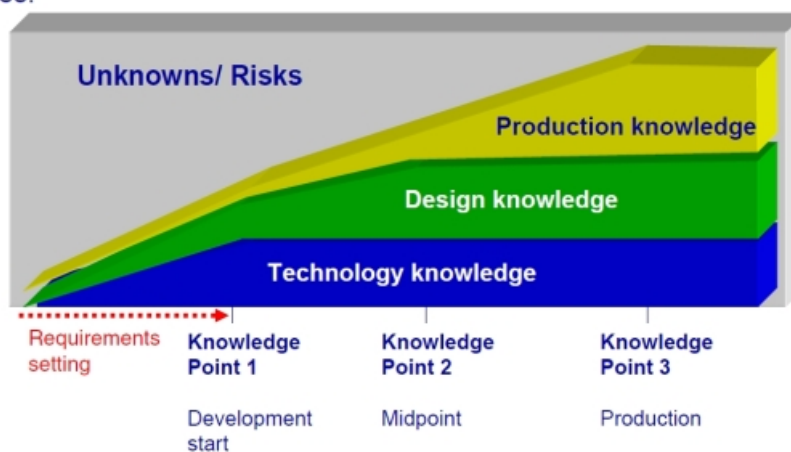 Unknowns/ Risks
Production knowledge
Design knowledge
Technology knowledge
Requirements
setting
Knowledge
Point 1
Development
start
Knowledge
Point 2
Midpoint
Knowledge
Point 3
Production